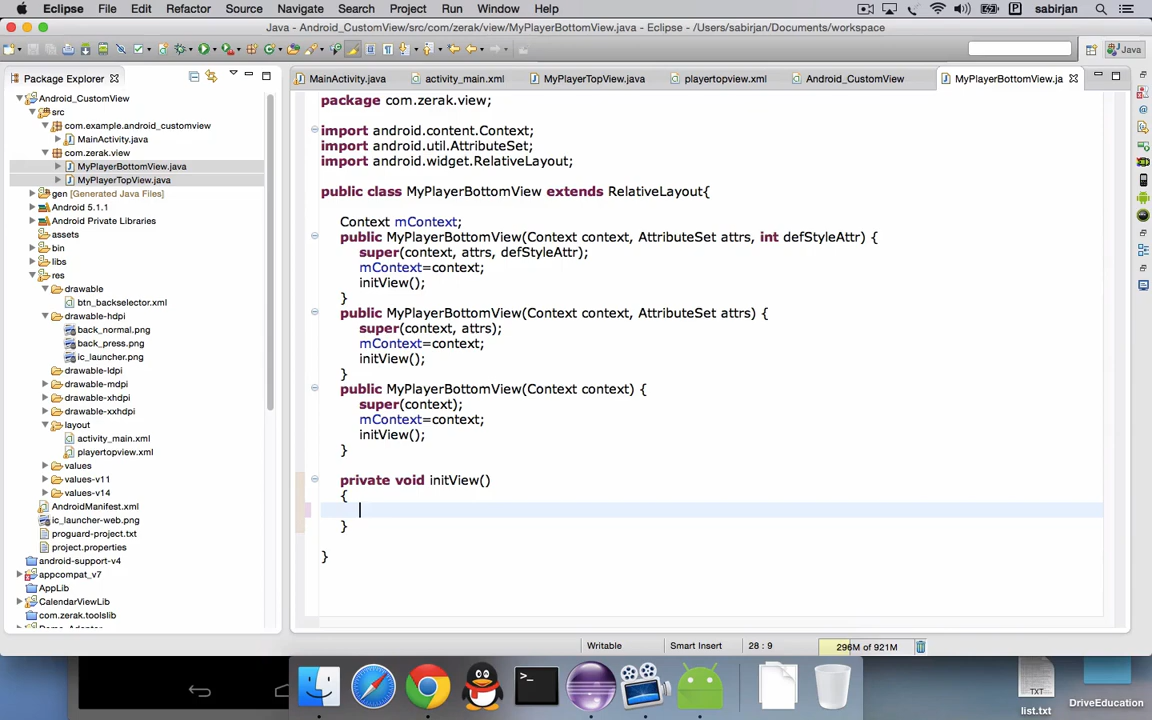 Eclipse File Edit Refactor Source Navigate Search Project Run Window Help sabirjan
Java - Android_CustomView/src/com/zerak/view/MyPlayerBottomView.java - Eclipse - /Users/sabirjan/Documents/workspace
Java
Package Explorer
MainActivity.java activity_main.xml MyPlayerTopView.java playertopview.xml Android_CustomView MyPlayerBottomView.ja
Android_CustomView
src
com.example.android_customview
MainActivity.java
com.zerak.view
MyPlayerBottomView.java
MyPlayerTopView.java
gen [Generated Java Files]
Android 5.1.1
Android Private Libraries
assets
bin
libs
res
drawable
btn_backselector.xml
drawable-hdpi
back_normal.png
back_press.png
ic_launcher.png
drawable-ldpi
drawable-mdpi
drawable-xhdpi
drawable-xxhdpi
layout
activity_main.xml
playertopview.xml
values
values-v11
values-v14
AndroidManifest.xml
ic_launcher-web.png
proguard-project.txt
project.properties
android-support-v4
appcompat_v7
AppLib
CalendarViewLib
com.zerak.toolslib
package com.zerak.view;
import android.content.Context;
import android.util.AttributeSet;
import android.widget.RelativeLayout;
public class MyPlayerBottomView extends RelativeLayout{
Context mContext;
public MyPlayerBottomView(Context context, AttributeSet attrs, int defStyleAttr) {
super(context, attrs, defStyleAttr);
mContext=context;
initView();
}
public MyPlayerBottomView(Context context, AttributeSet attrs) {
super(context, attrs);
mContext=context;
initView();
}
public MyPlayerBottomView(Context context) {
super(context);
mContext=context;
initView();
}
private void initView()
{
}
}
Writable Smart Insert 28 : 9 296M of 921M
TXT
list.txt
DriveEducation